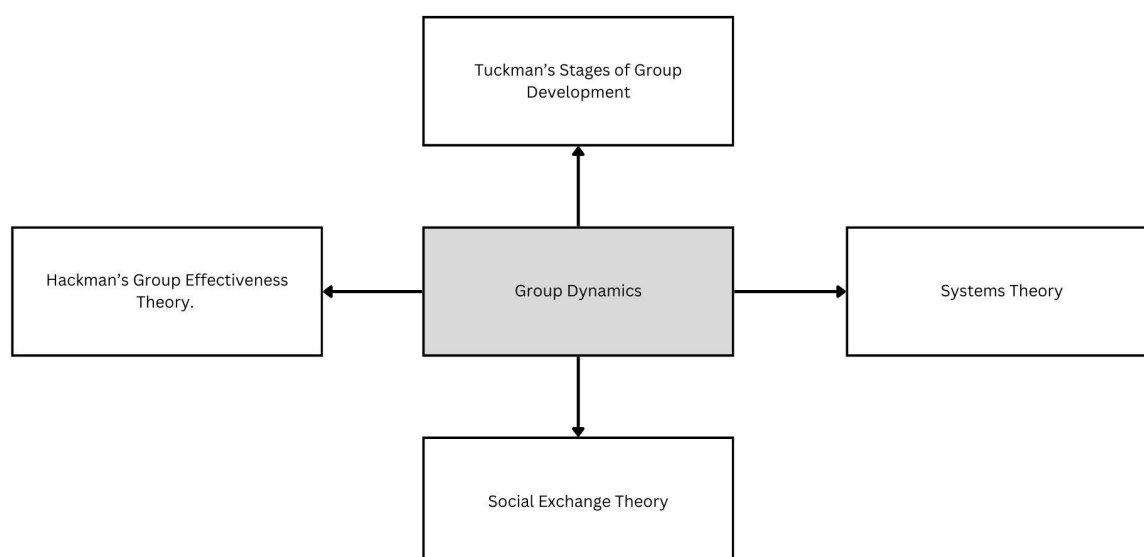 Tuckman’s Stages of Group
Development
Hackman’s Group Effectiveness
Theory.
Group Dynamics
Systems Theory
Social Exchange Theory